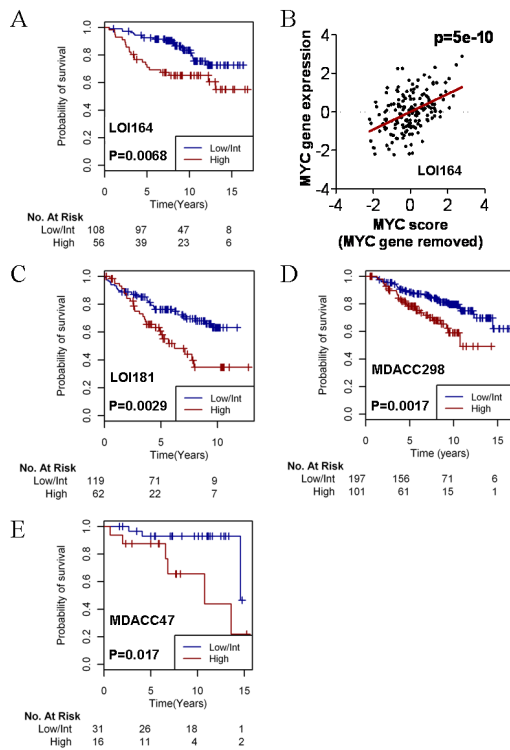 A
Probability of survival
1.0
0.8
0.6
0.4
0.2
0.0
LOI164
P=0.0068
Low/Int
High
0 5 10 15
Time(Years)
No. At Risk
Low/Int 108 97 47 8
High 56 39 23 6
B
MYC gene expression
4
2
0
-2
-4
p=5e-10
LOI164
-4 -2 0 2 4
MYC score
(MYC gene removed)
C
Probability of survival
1.0
0.8
0.6
0.4
0.2
0.0
LOI181
P=0.0029
Low/Int
High
0 5 10
Time(Years)
No. At Risk
Low/Int 119 71 9
High 62 22 7
D
Probability of survival
1.0
0.8
0.6
0.4
0.2
0.0
MDACC298
P=0.0017
Low/Int
High
0 5 10 15
Time (years)
No. At Risk
Low/Int 197 156 71 6
High 101 61 15 1
E
Probability of survival
1.0
0.8
0.6
0.4
0.2
0.0
MDACC47
P=0.017
Low/Int
High
0 5 10 15
Time(Years)
No. At Risk
Low/Int 31 26 18 1
High 16 11 4 2